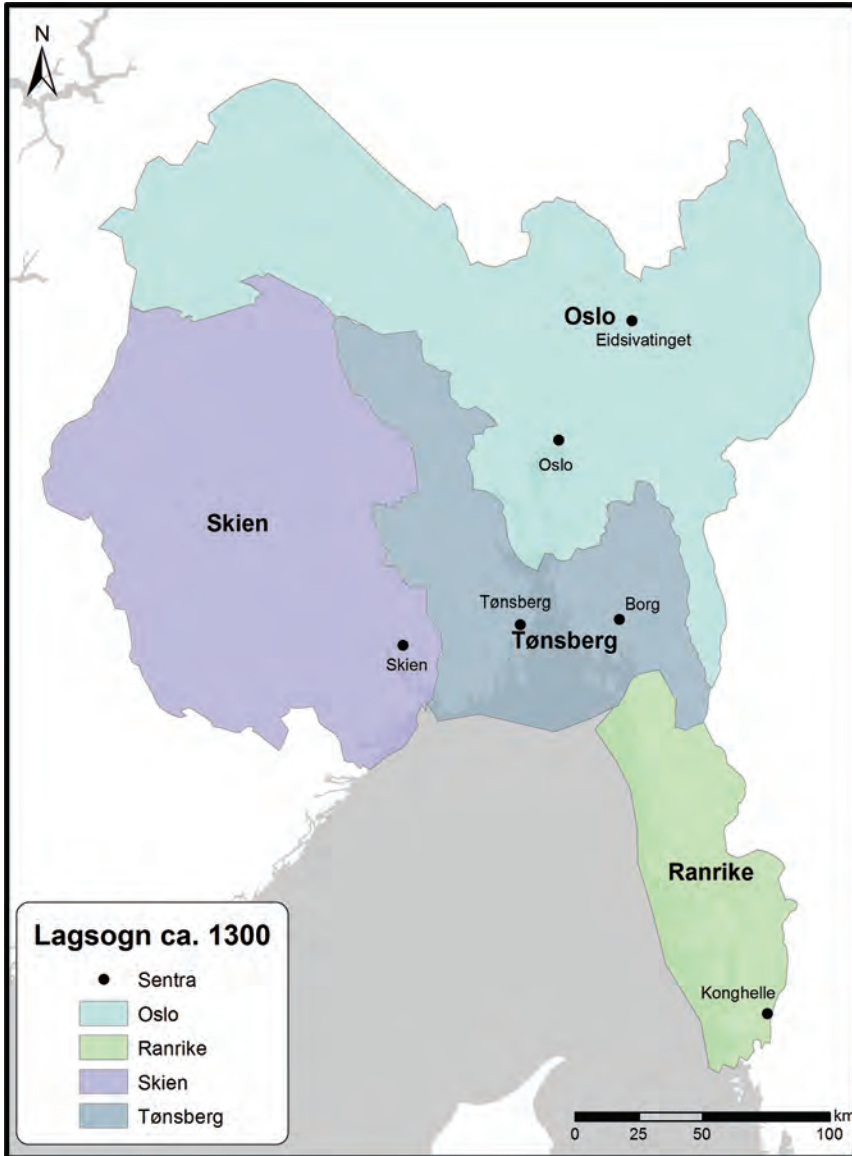 N
Oslo
Eidsivatinget
Oslo
Skien
Tønsberg
Borg
Tønsberg
Skien
Ranrike
Konghelle
Lagsogn ca. 1300
Sentra
Oslo
Ranrike
Skien
Tønsberg
km
0 25 50 100